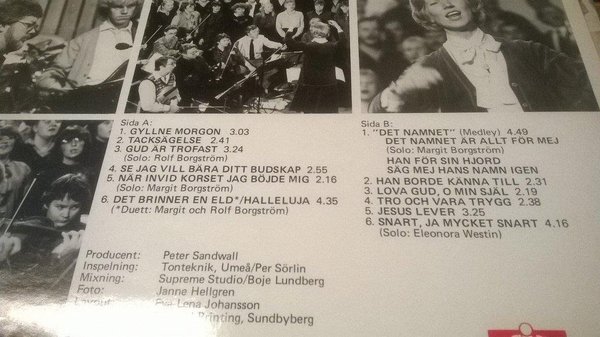 Sida A:
1. GYLLNE MORGON 3.03
2. TACKSÄGELSE 2.41
3. GUD ÄR TROFAST 3.24
(Solo: Rolf Borgström)
4. SE JAG VILL BÄRA DITT BUDSKAP 2.55
5. NÄR INVID KORSET JAG BÖJDE MIG 2.16
6. DET BRINNER EN ELD*/HALLELUJA 4.35
(*Duett: Margit och Rolf Borgström)
Sida B:
1. "DET NAMNET" (Medley) 4.49
DET NAMNET ÄR ALLT FÖR MEJ
(Solo: Margit Borgström)
HAN FÖR SIN HJORD
SÄG MEJ HANS NAMN IGEN
2. HAN BORDE KÄNNA TILL 2.31
3. LOVA GUD, O MIN SJÄL 2.19
4. TRO OCH VARA TRYGG 2.38
5. JESUS LEVER 3.25
6. SNART, JA MYCKET SNART 4.16
(Solo: Eleonora Westin)
Producent: Peter Sandwall
Inspelning: Tonteknik, Umeå/Per Sörlin
Mixning: Supreme Studio/Boje Lundberg
Foto: Janne Hellgren
Layout: Eva-Lena Johansson
Printing, Sundbyberg